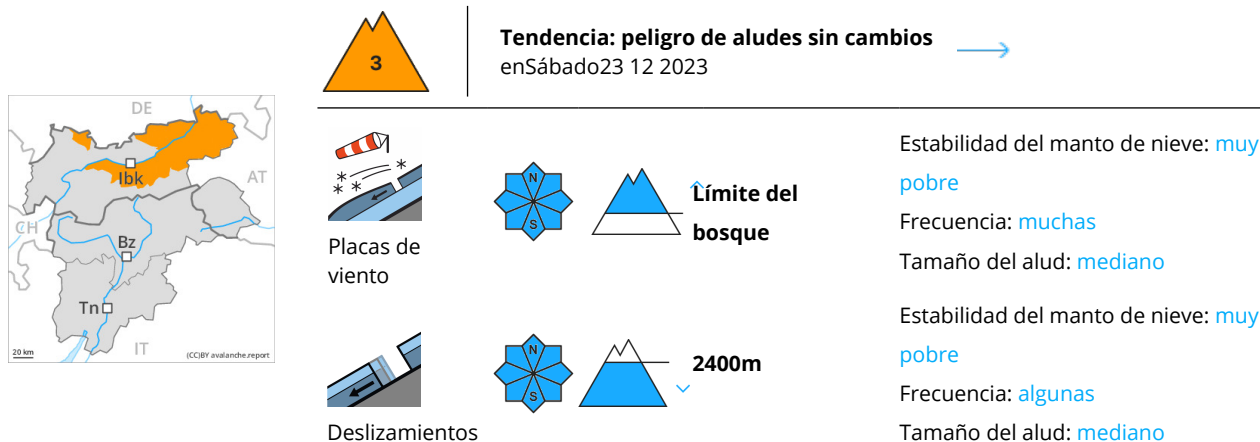 3
Tendencia: peligro de aludes sin cambios
enSábado23 12 2023
DE
AT
CH
IT
Ibk
Bz
Tn
20 km
(CC)BY avalanche.report
Placas de
viento
N
S
Límite del
bosque
Estabilidad del manto de nieve: muy
pobre
Frecuencia: muchas
Tamaño del alud: mediano
Deslizamientos
N
S
2400m
Estabilidad del manto de nieve: muy
pobre
Frecuencia: algunas
Tamaño del alud: mediano